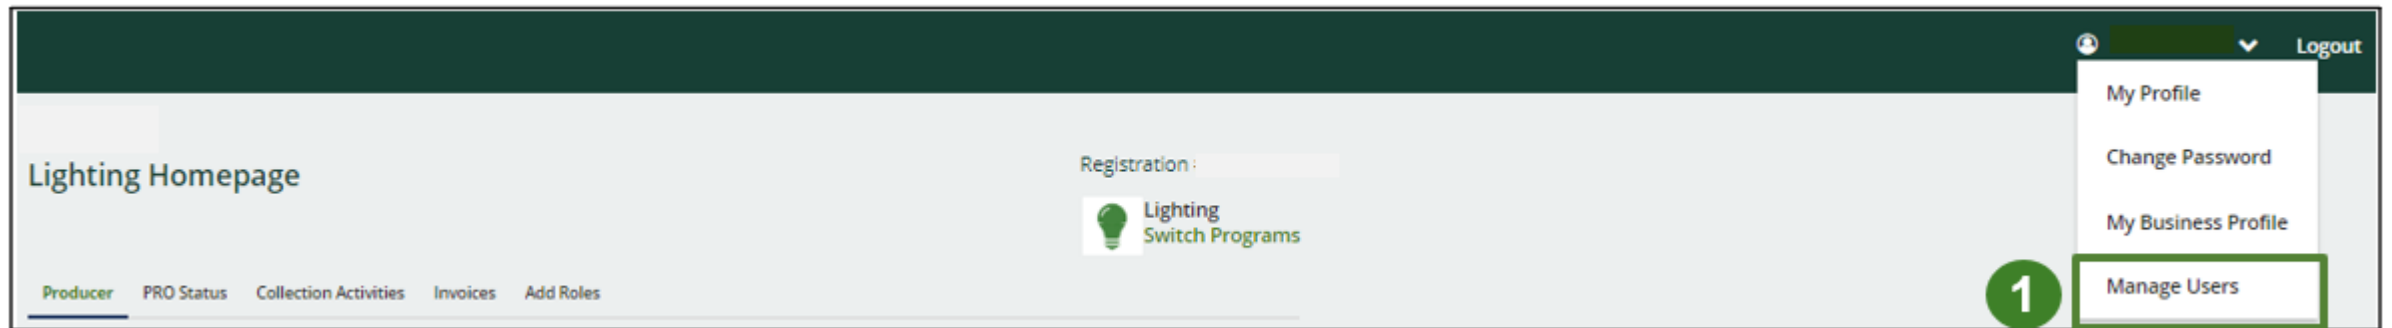 Logout
My Profile
Change Password
My Business Profile
Manage Users
1
Lighting Homepage
Registration
Lighting
Switch Programs
Producer PRO Status Collection Activities Invoices Add Roles